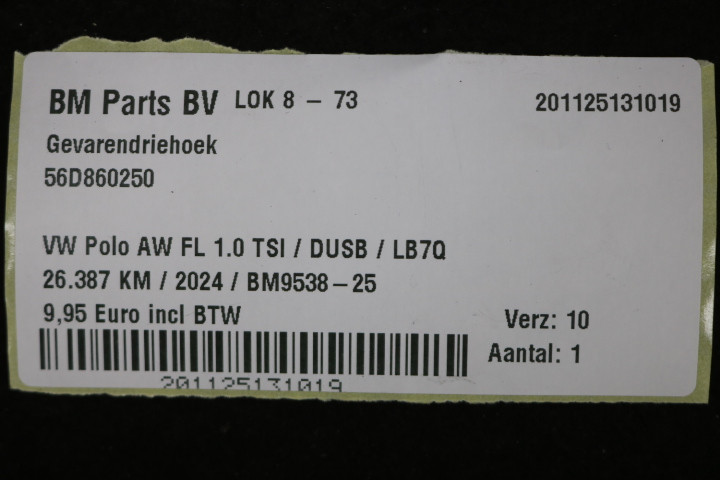 BM Parts BV LOK 8 - 73 201125131019
Gevarendriehoek
56D860250
VW Polo AW FL 1.0 TSI / DUSB / LB7Q
26.387 KM / 2024 / BM9538-25
9,95 Euro incl BTW Verz: 10
Aantal: 1
201125131019